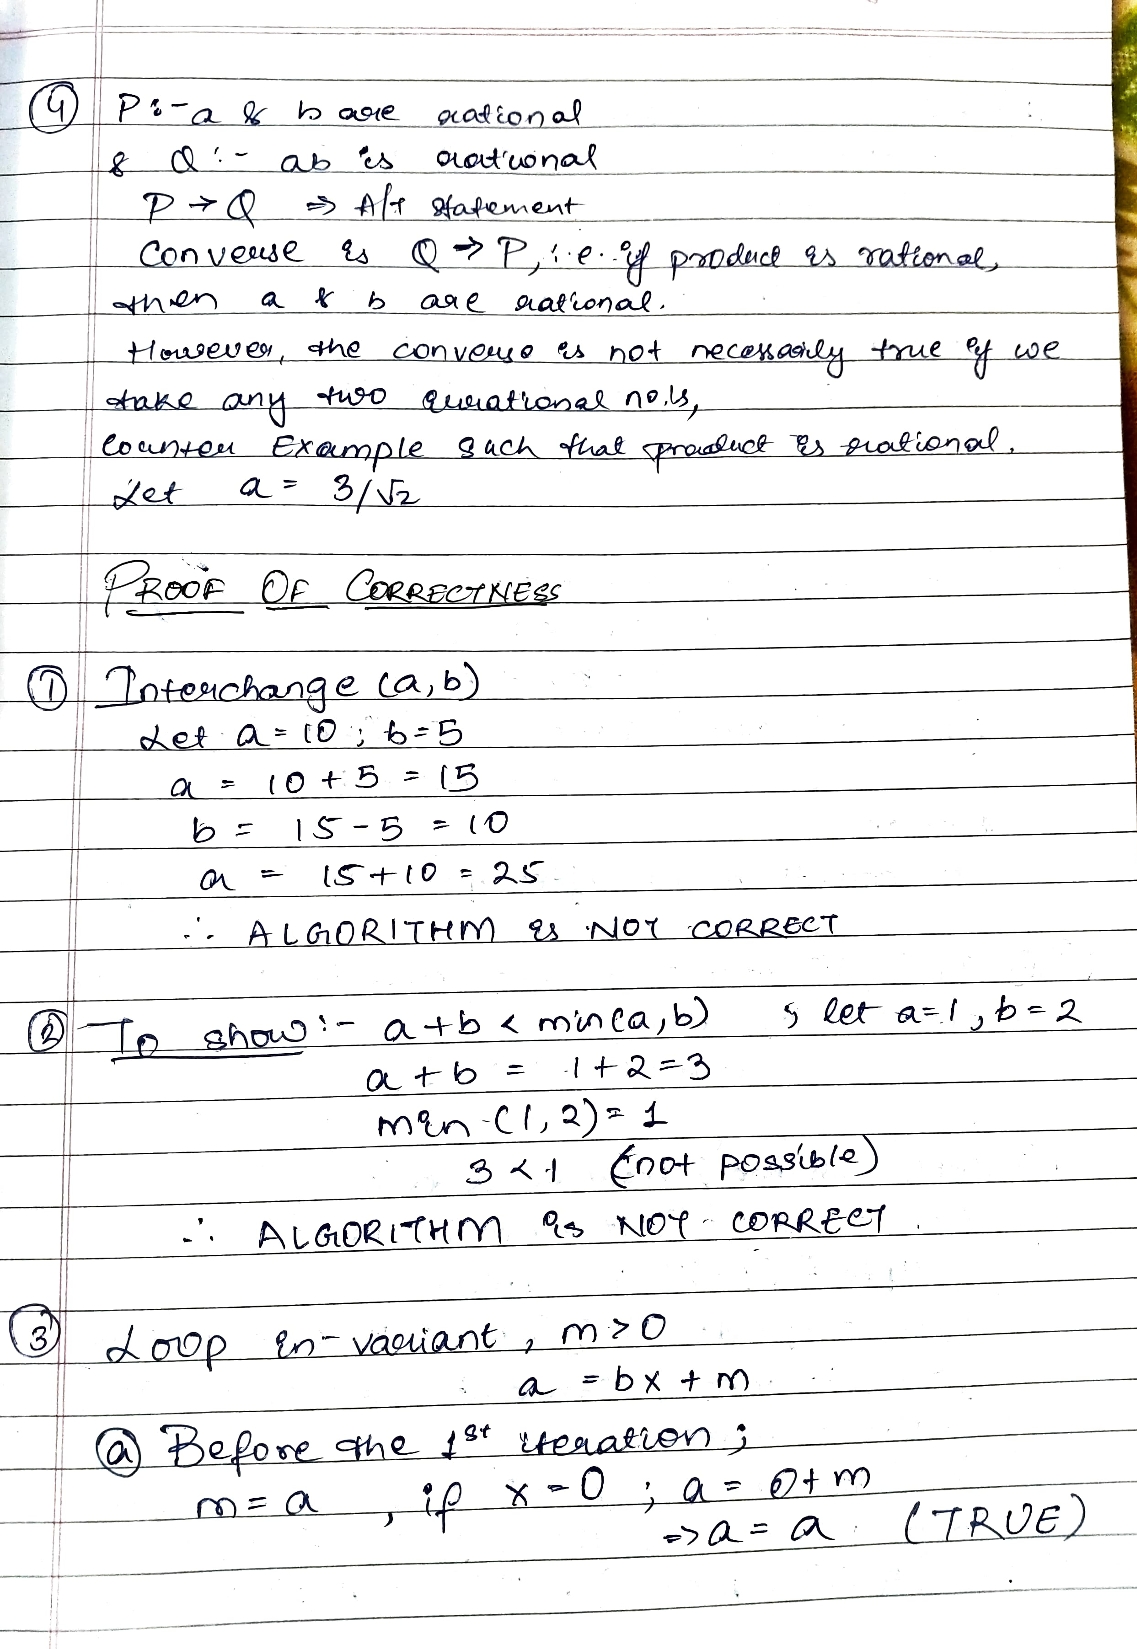 ④ P:- a & b are rational
& Q:- ab is rational
P → Q ⇒ A/t statement
Converse is Q → P, i.e. if product is rational,
then a & b are rational.
However, the converse is not necessarily true if we
take any two irrational no.s,
Counter Example such that product is rational.
Let a = 3/√2
PROOF OF CORRECTNESS
① Interchange (a,b)
Let a = 10 ; b = 5
a = 10 + 5 = 15
b = 15 - 5 = 10
a = 15 + 10 = 25
∴ ALGORITHM is NOT CORRECT
② To show :- a + b < min(a,b) ; let a=1, b=2
a + b = 1 + 2 = 3
min (1, 2) = 1
3 < 1 (not possible)
∴ ALGORITHM is NOT CORRECT.
③ Loop in-variant, m > 0
a = bx + m
ⓐ Before the 1st iteration ;
m = a , if x = 0 ; a = 0 + m
⇒ a = a (TRUE)